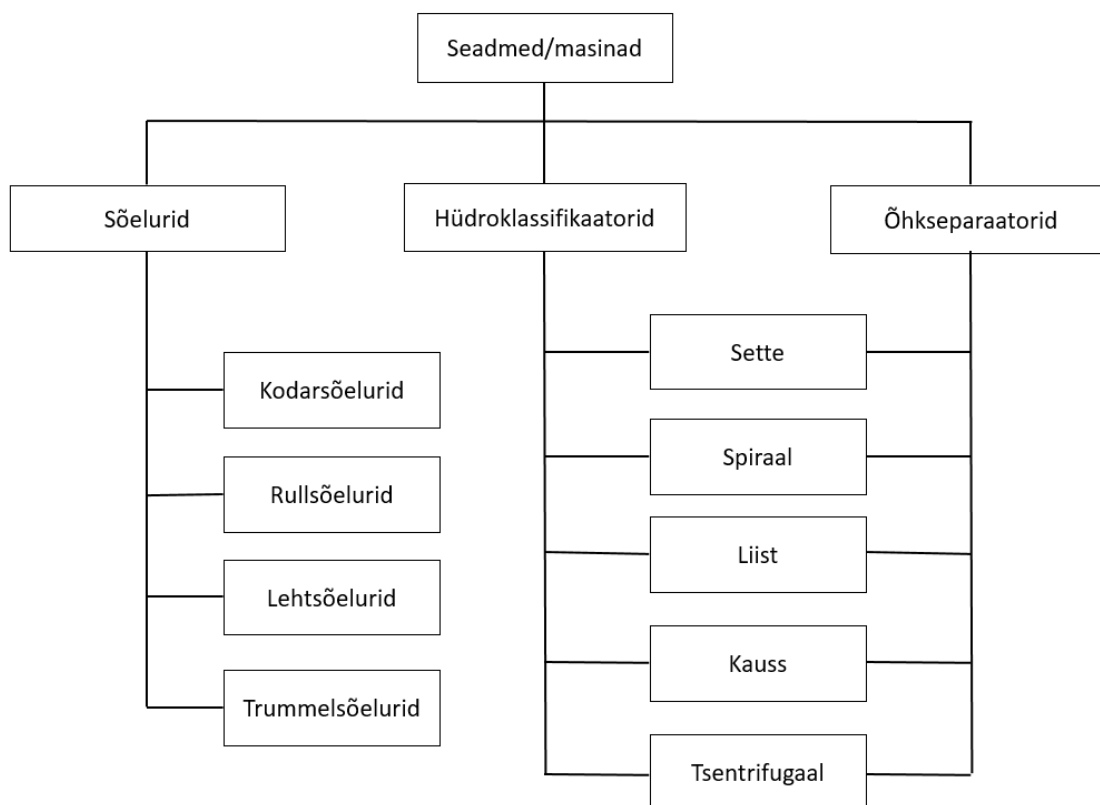 Seadmed/masinad
Sõelurid
Hüdroklassifikaatorid
Õhkseparaatorid
Kodarsõelurid
Rullsõelurid
Lehtsõelurid
Trummelsõelurid
Sette
Spiraal
Liist
Kauss
Tsentrifugaal